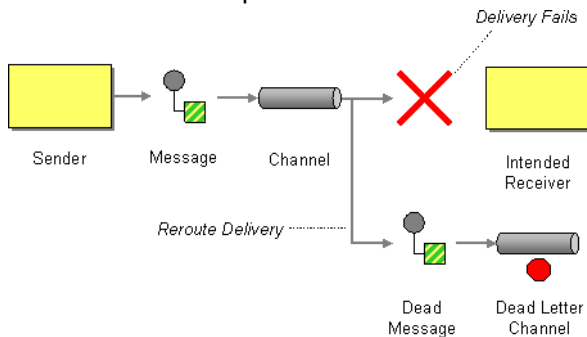 Delivery Fails
Sender
Message
Channel
Intended
Receiver
Reroute Delivery
Dead
Message
Dead Letter
Channel